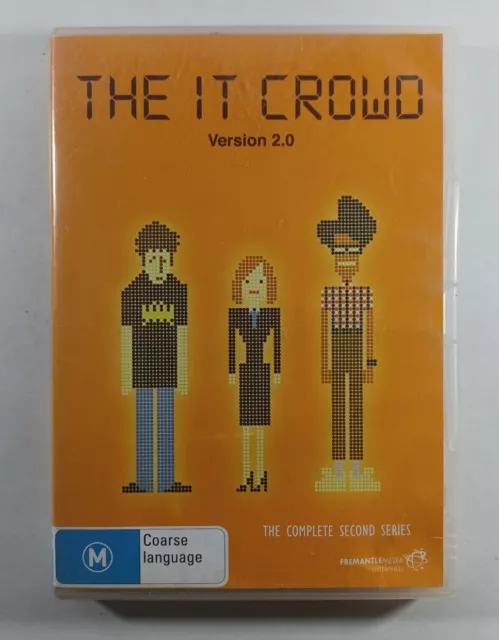 THE IT CROWD
Version 2.0
THE COMPLETE SECOND SERIES
M
Coarse
language
FREMANTLEMEDIA